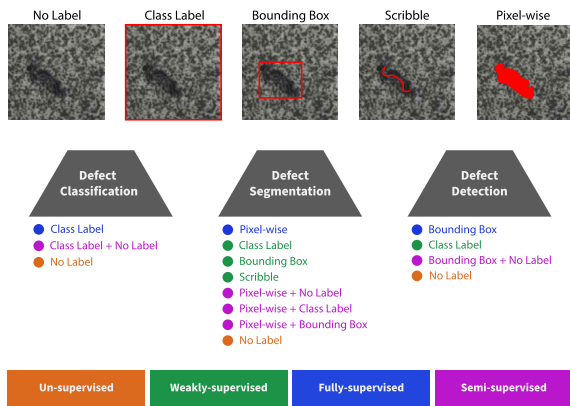 No Label
Class Label
Bounding Box
Scribble
Pixel-wise
Defect
Classification
Class Label
Class Label + No Label
No Label
Defect
Segmentation
Pixel-wise
Class Label
Bounding Box
Scribble
Pixel-wise + No Label
Pixel-wise + Class Label
Pixel-wise + Bounding Box
No Label
Defect
Detection
Bounding Box
Class Label
Bounding Box + No Label
No Label
Un-supervised
Weakly-supervised
Fully-supervised
Semi-supervised